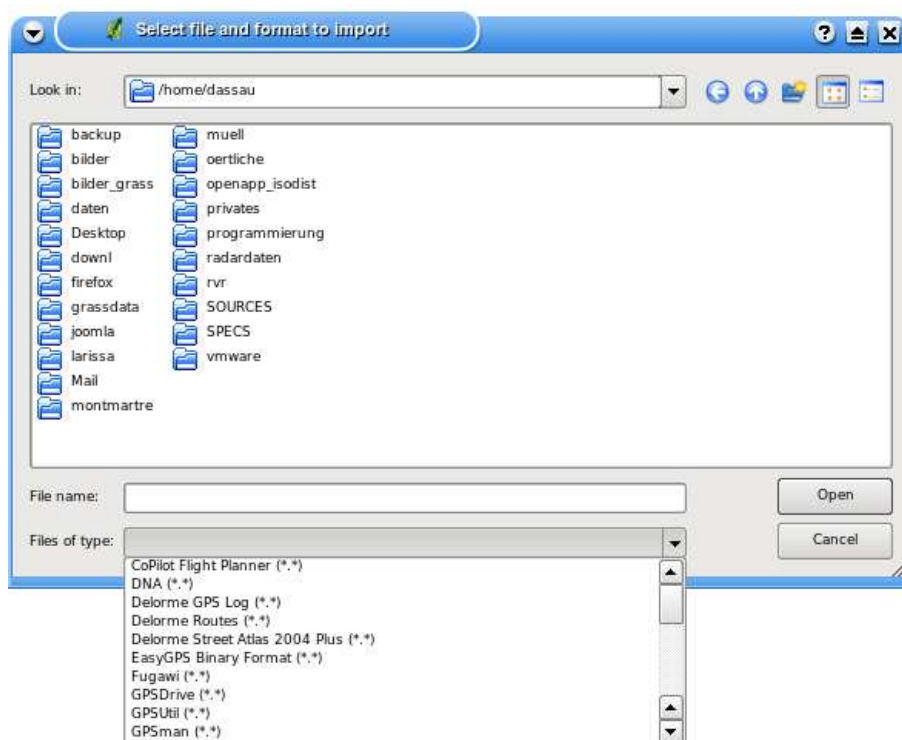 Select file and format to import
Look in: /home/dassau
backup
bilder
bilder_grass
daten
Desktop
downl
firefox
grassdata
joomla
larissa
Mail
montmartre
muell
oertliche
openapp_isodist
privates
programmierung
radardaten
rvr
SOURCES
SPECS
vmware
File name:
Open
Files of type:
Cancel
CoPilot Flight Planner (*.*)
DNA (*.*)
Delorme GPS Log (*.*)
Delorme Routes (*.*)
Delorme Street Atlas 2004 Plus (*.*)
EasyGPS Binary Format (*.*)
Fugawi (*.*)
GPSDrive (*.*)
GPSUtil (*.*)
GPSman (*.*)